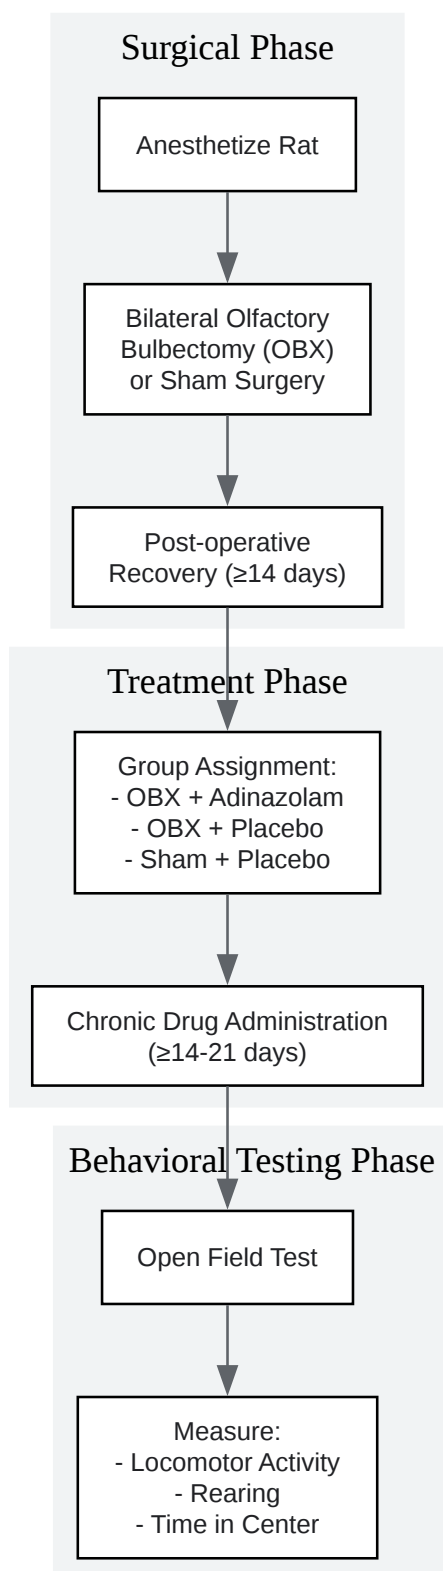 Surgical Phase
Anesthetize Rat
Bilateral Olfactory
Bulbectomy (OBX)
or Sham Surgery
Post-operative
Recovery (≥14 days)
Treatment Phase
Group Assignment:
- OBX + Adinazolam
- OBX + Placebo
- Sham + Placebo
Chronic Drug Administration
(≥14-21 days)
Behavioral Testing Phase
Open Field Test
Measure:
- Locomotor Activity
- Rearing
- Time in Center